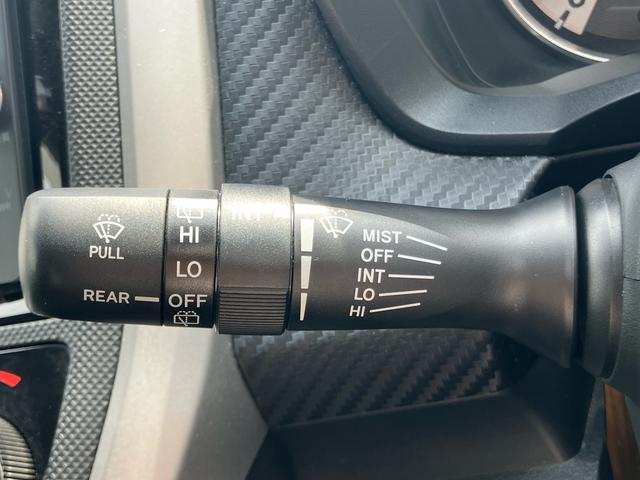 PULL
REAR
HI
LO
OFF
INT
MIST
OFF
INT
LO
HI